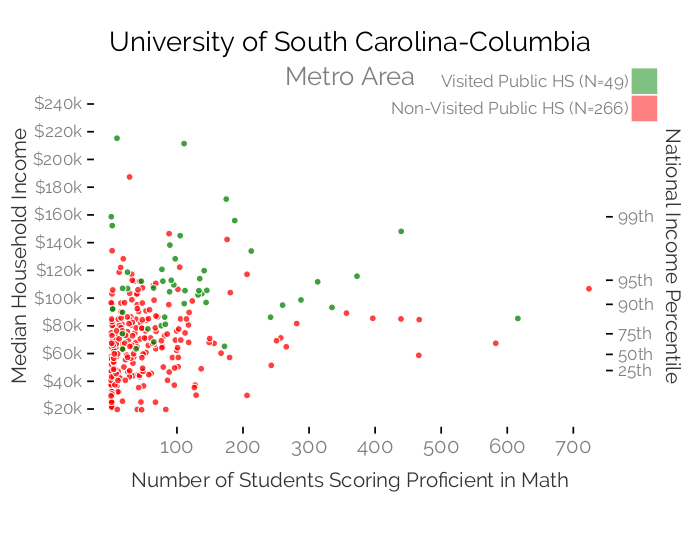 University of South Carolina-Columbia
Metro Area
Visited Public HS (N=49)
Non-Visited Public HS (N=266)
Median Household Income
$240k
$220k
$200k
$180k
$160k
$140k
$120k
$100k
$80k
$60k
$40k
$20k
National Income Percentile
99th
95th
90th
75th
50th
25th
100 200 300 400 500 600 700
Number of Students Scoring Proficient in Math